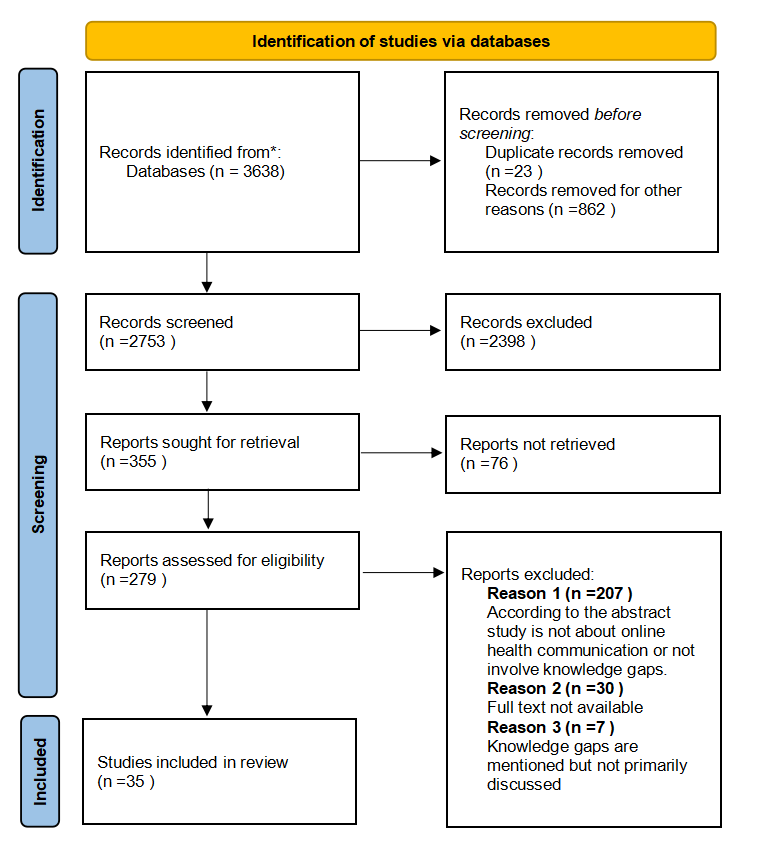 Identification of studies via databases
Identification
Records identified from*:
Databases (n = 3638)
Records removed before
screening:
Duplicate records removed
(n =23 )
Records removed for other
reasons (n =862 )
Screening
Records screened
(n =2753 )
Records excluded
(n =2398 )
Reports sought for retrieval
(n =355 )
Reports not retrieved
(n =76 )
Reports assessed for eligibility
(n =279 )
Reports excluded:
Reason 1 (n =207 )
According to the abstract
study is not about online
health communication or not
involve knowledge gaps.
Reason 2 (n =30 )
Full text not available
Reason 3 (n =7 )
Knowledge gaps are
mentioned but not primarily
discussed
Included
Studies included in review
(n =35 )